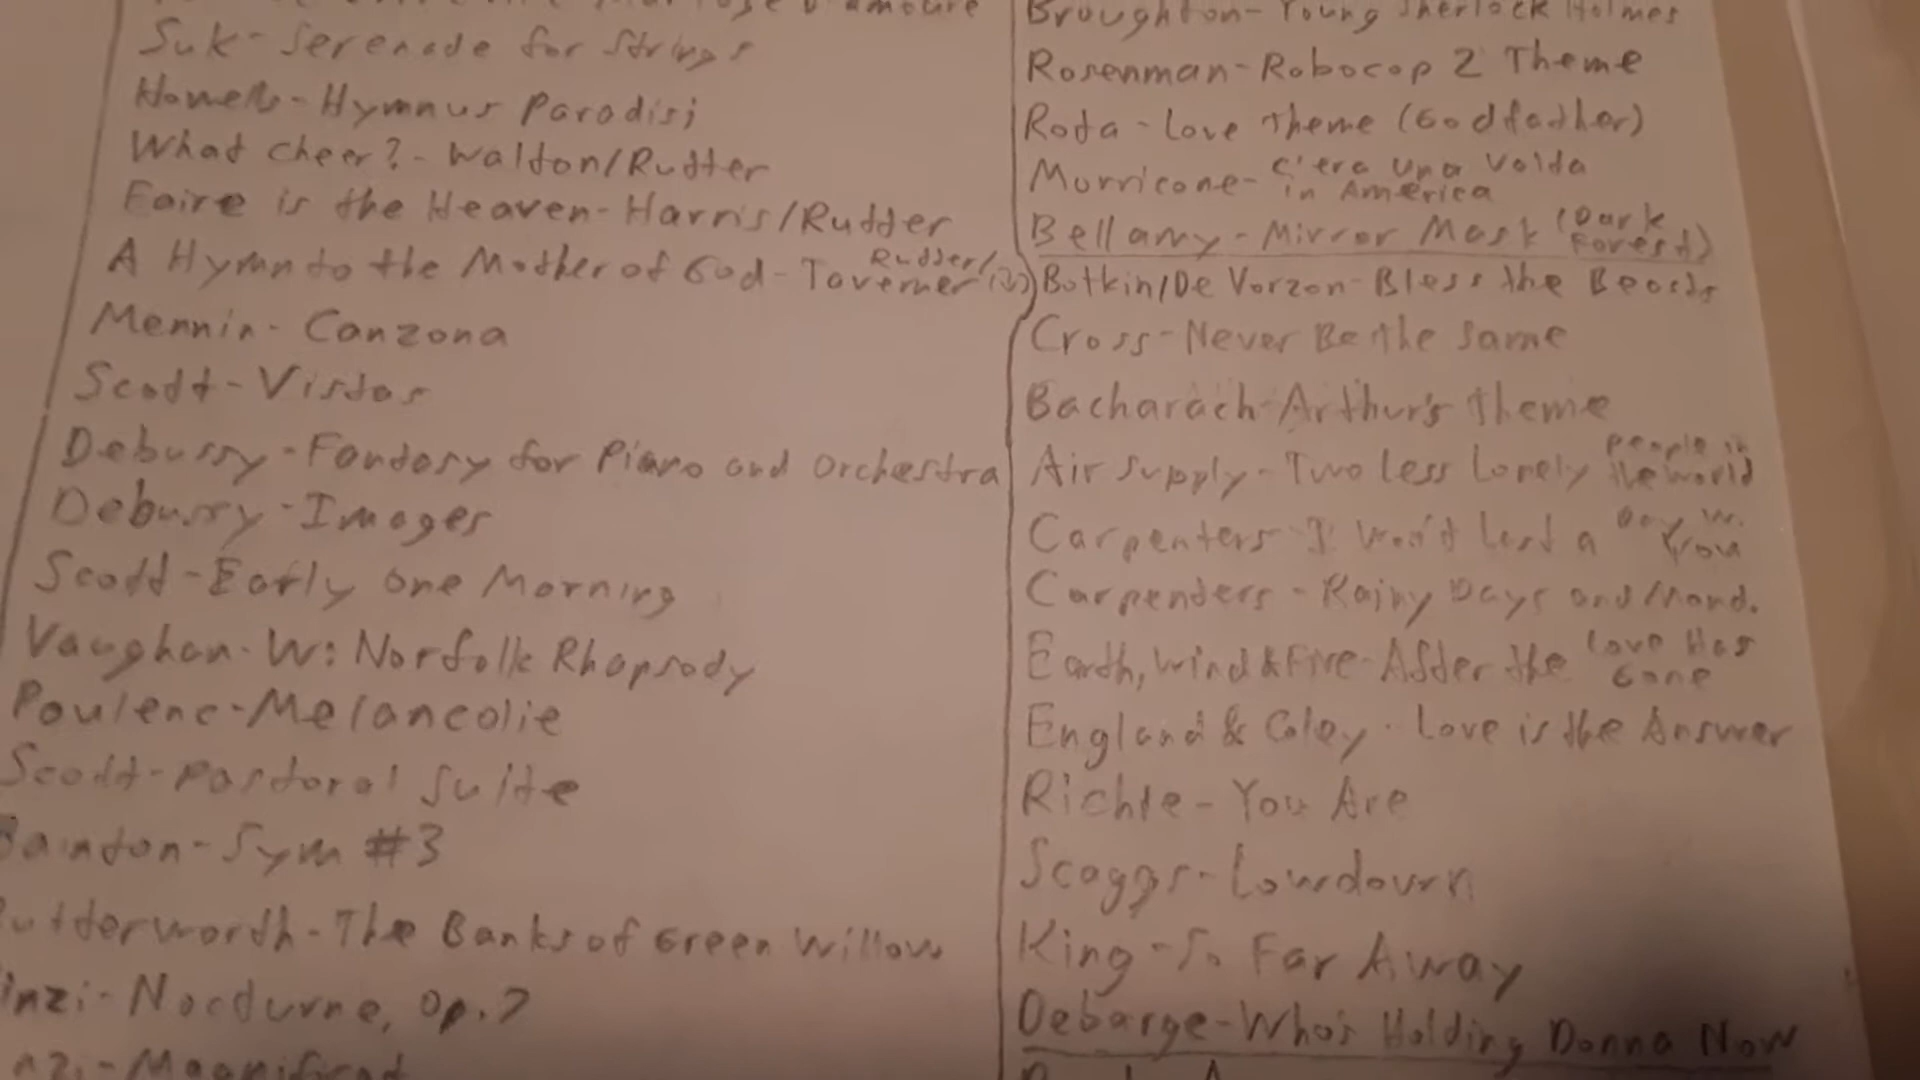 Suk- Serenade for Strings
Howells- Hymnus Paradisi
What cheer?- Walton/Rutter
Faire is the Heaven- Harris/Rutter
A Hymn to the Mother of God- Taverner Rutter/
Mennin- Canzona
Scott- Vistas
Debussy- Fantasy for Piano and Orchestra
Debussy- Images
Scott- Early one Morning
Vaughan- W: Norfolk Rhapsody
Poulenc- Melancolie
Scott- Pastoral Suite
Bainton- Sym #3
utterworth- The Banks of Green Willow
inzi- Nocturne, Op. 7
nzi- Magnificat
Broughton- Young Sherlock Holmes
Rosenman- Robocop 2 Theme
Rota- Love Theme (Godfather)
Morricone- C'era una Volta in America
Bellamy- Mirror Mask (Dark Forest)
Botkin/De Vorzon- Bless the Beasts
Cross- Never Be the Same
Bacharach- Arthur's Theme
Air Supply- Two less Lonely people in the world
Carpenters- I Won't Last a Day w. You
Carpenters- Rainy Days and Mond.
Earth, Wind & Fire- After the Love Has Gone
England & Coley- Love is the Answer
Richie- You Are
Scaggs- Lowdown
King- So Far Away
Debarge- Who's Holding Donna Now